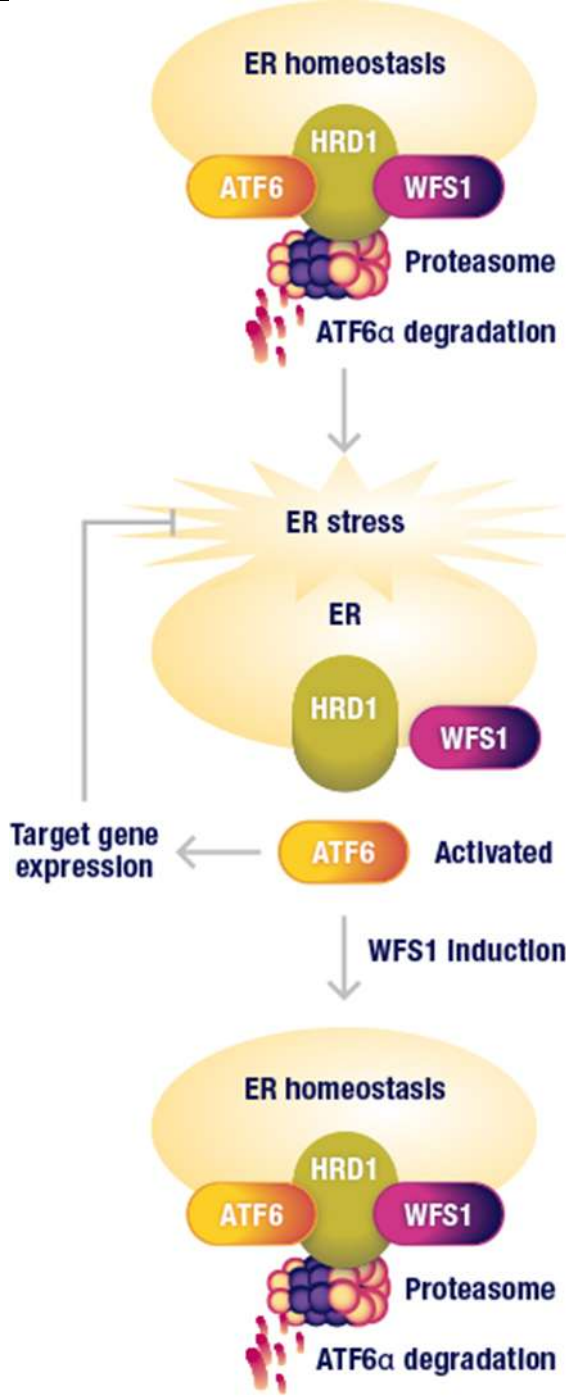 ER homeostasis
HRD1
ATF6
WFS1
Proteasome
ATF6α degradation
ER stress
ER
HRD1
WFS1
Target gene
expression
ATF6
Activated
WFS1 Induction
ER homeostasis
HRD1
ATF6
WFS1
Proteasome
ATF6α degradation